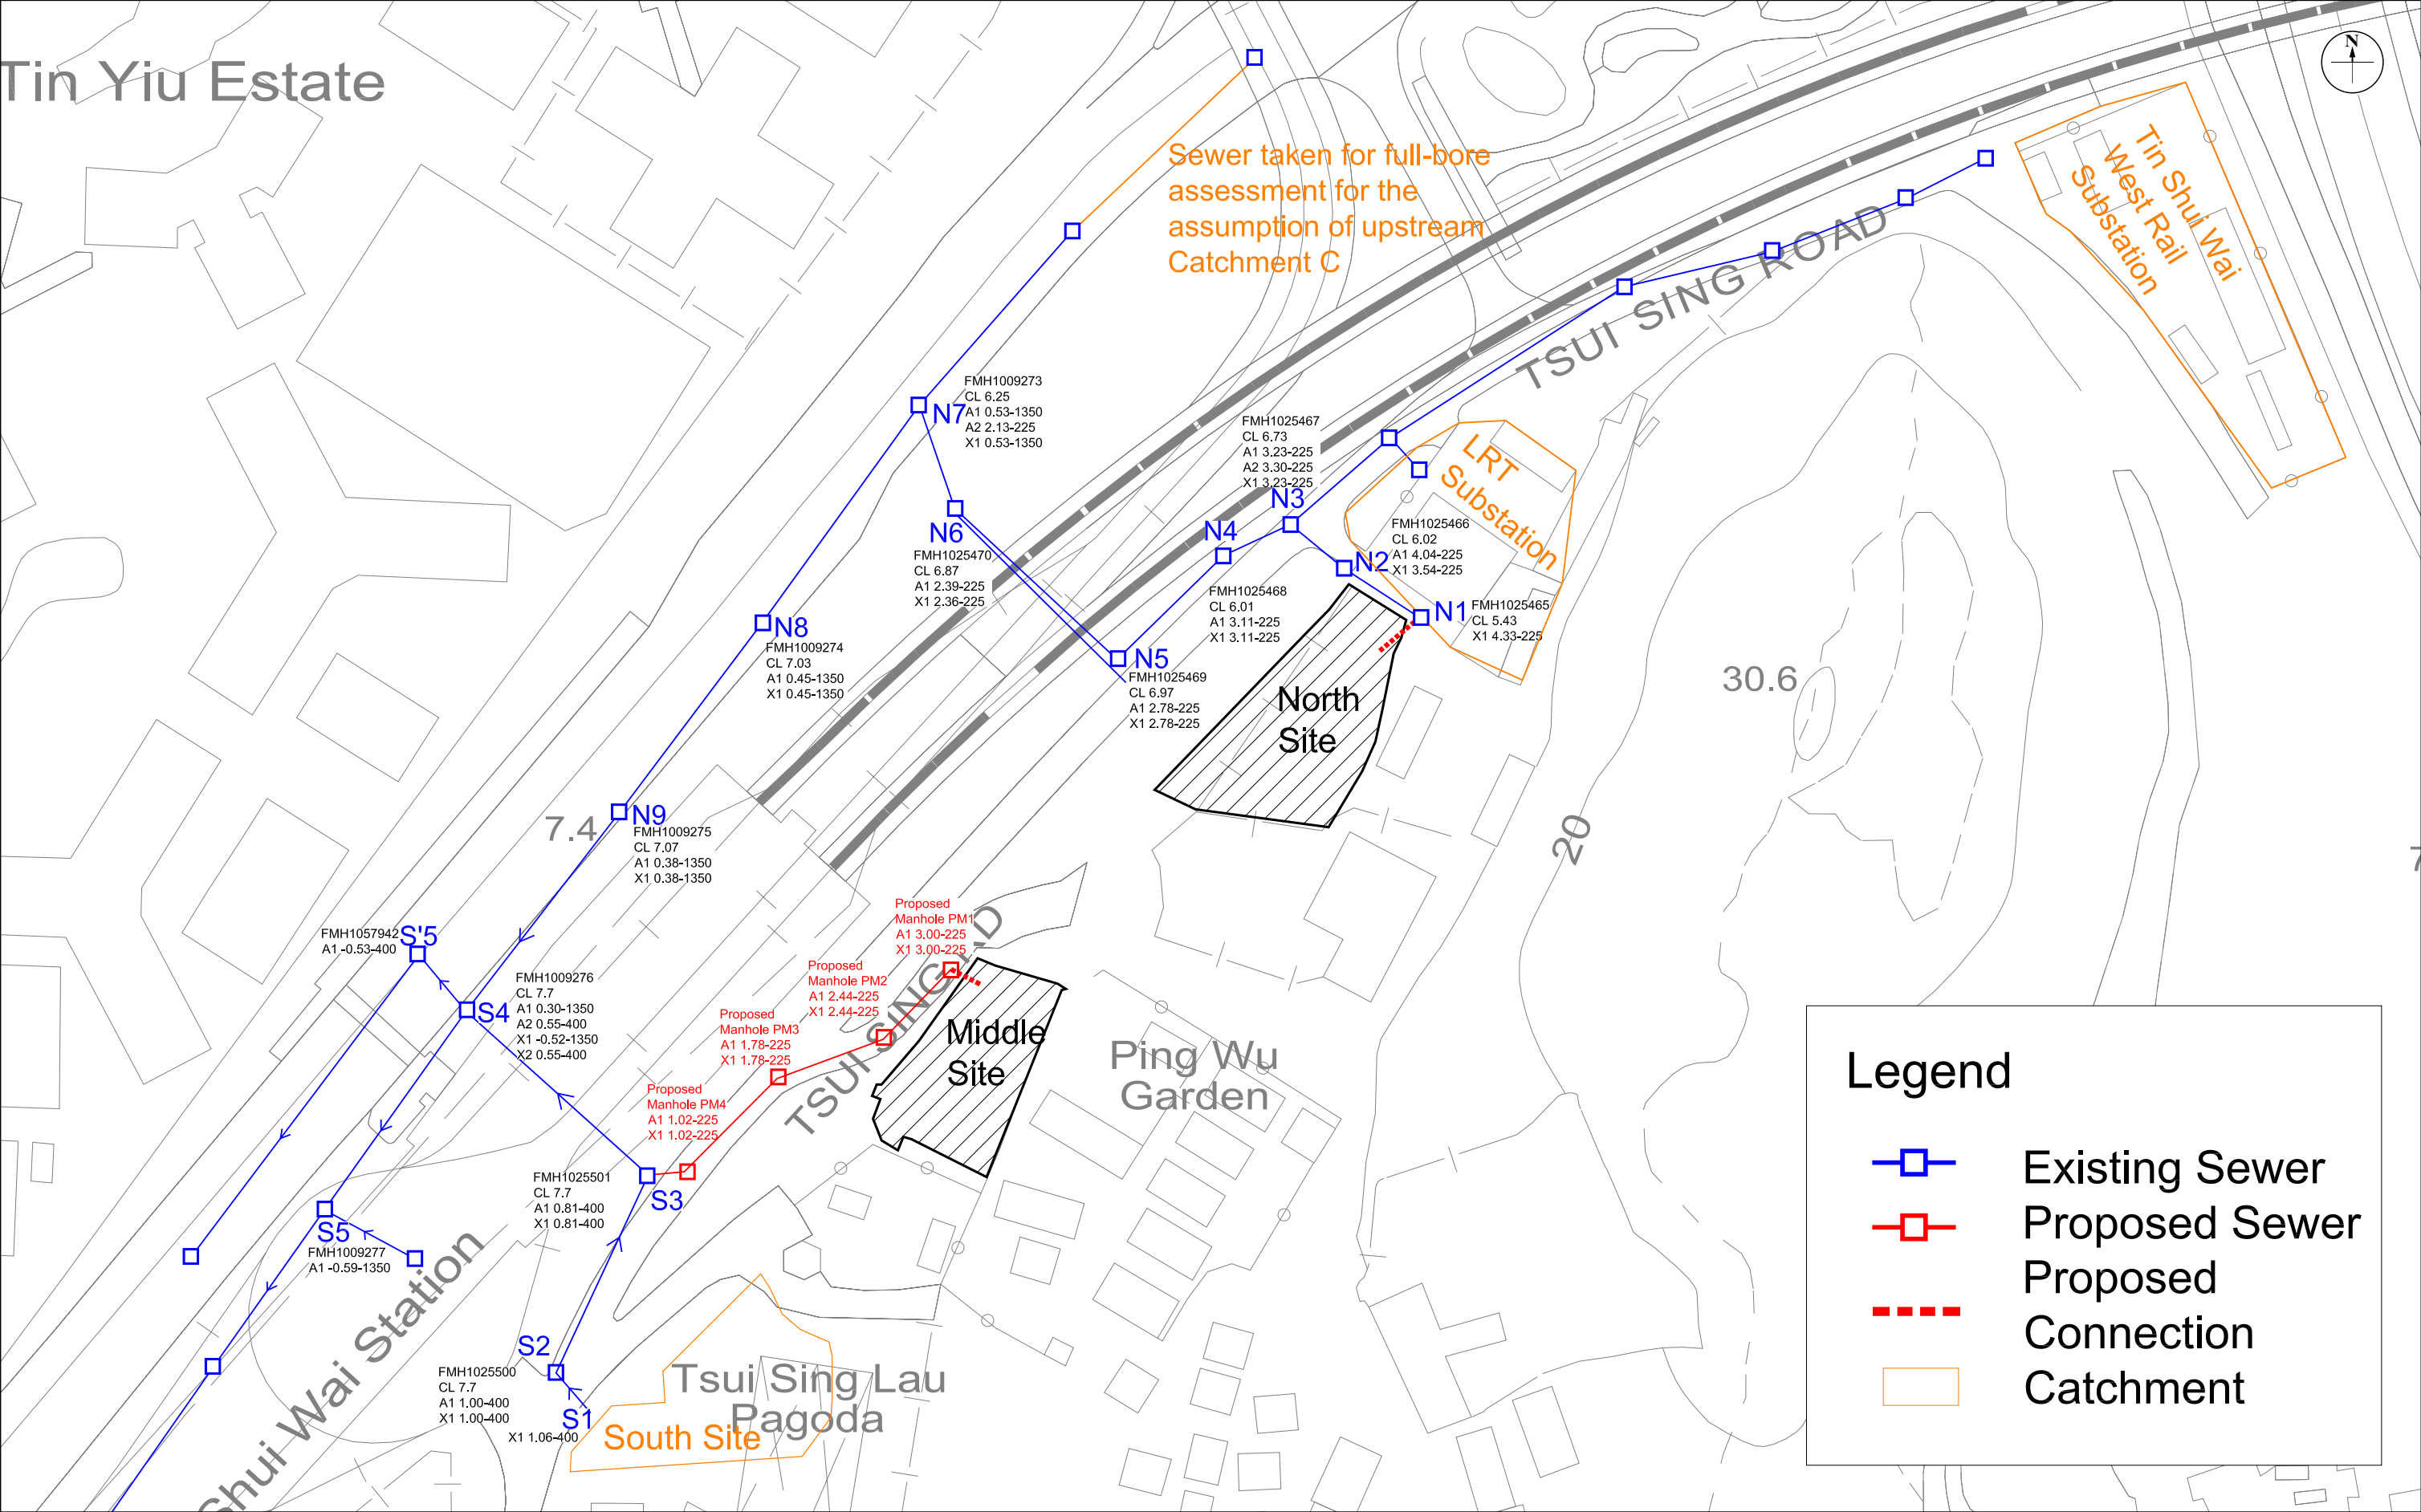 Tin Yiu Estate
N
Sewer taken for full-bore
assessment for the
assumption of upstream
Catchment C
Tin Shui Wai
West Rail
Substation
TSUI SING ROAD
FMH1009273
CL 6.25
A1 0.53-1350
A2 2.13-225
X1 0.53-1350
N7
FMH1025467
CL 6.73
A1 3.23-225
A2 3.30-225
X1 3.23-225
N3
LRT
Substation
N6
FMH1025470
CL 6.87
A1 2.39-225
X1 2.36-225
N4
FMH1025466
CL 6.02
A1 4.04-225
X1 3.54-225
N2
FMH1025468
CL 6.01
A1 3.11-225
X1 3.11-225
N1
FMH1025465
CL 5.43
X1 4.33-225
N8
FMH1009274
CL 7.03
A1 0.45-1350
X1 0.45-1350
N5
FMH1025469
CL 6.97
A1 2.78-225
X1 2.78-225
North
Site
30.6
20
7
7.4
N9
FMH1009275
CL 7.07
A1 0.38-1350
X1 0.38-1350
Proposed
Manhole PM1
A1 3.00-225
X1 3.00-225
FMH1057942
A1 -0.53-400
S'5
Proposed
Manhole PM2
A1 2.44-225
X1 2.44-225
FMH1009276
CL 7.7
A1 0.30-1350
A2 0.55-400
X1 -0.52-1350
X2 0.55-400
S4
Proposed
Manhole PM3
A1 1.78-225
X1 1.78-225
TSUI SING
D
Middle
Site
Ping Wu
Garden
Proposed
Manhole PM4
A1 1.02-225
X1 1.02-225
FMH1025501
CL 7.7
A1 0.81-400
X1 0.81-400
S3
S5
FMH1009277
A1 -0.59-1350
Shui Wai Station
S2
FMH1025500
CL 7.7
A1 1.00-400
X1 1.00-400
S1
X1 1.06-400
Tsui Sing Lau
Pagoda
South Site
Legend
Existing Sewer
Proposed Sewer
Proposed
Connection
Catchment